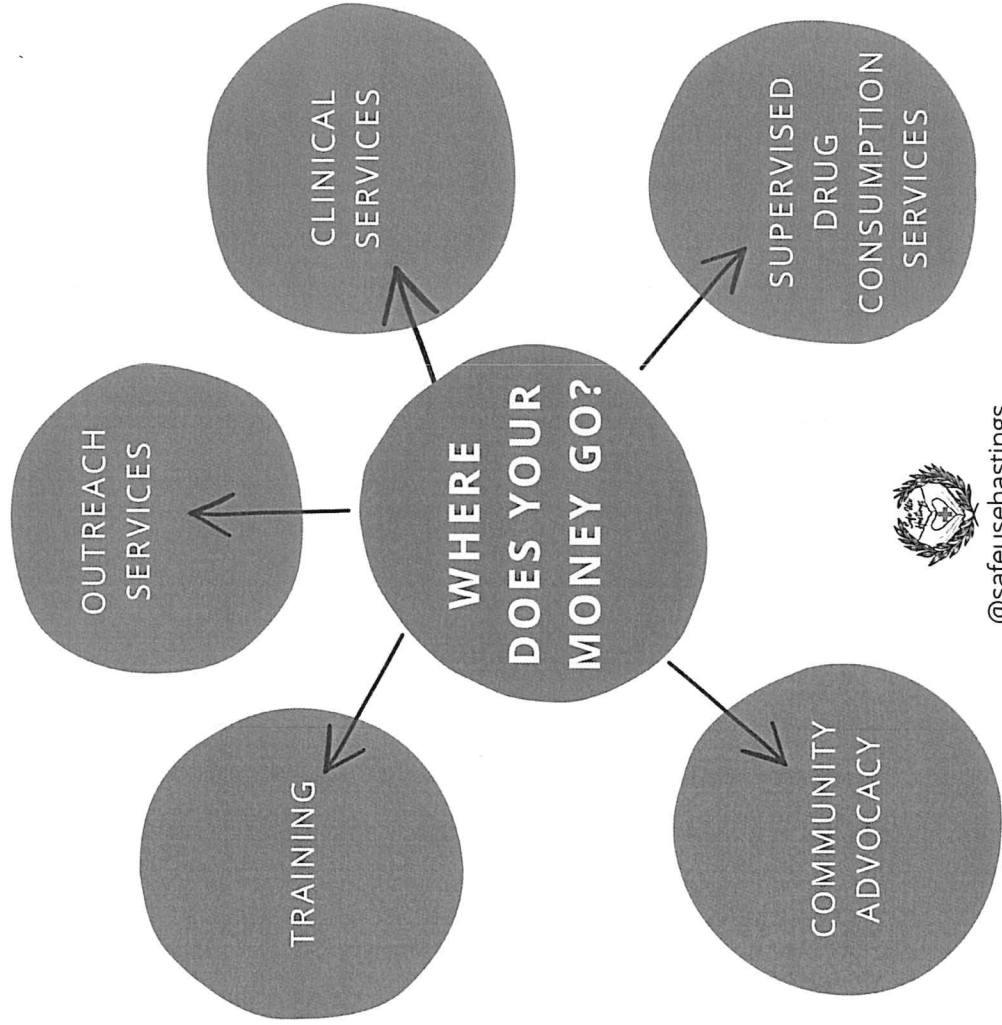 WHERE
DOES YOUR
MONEY GO?
TRAINING
OUTREACH
SERVICES
CLINICAL
SERVICES
COMMUNITY
ADVOCACY
SUPERVISED
DRUG
CONSUMPTION
SERVICES
@safeusehastings